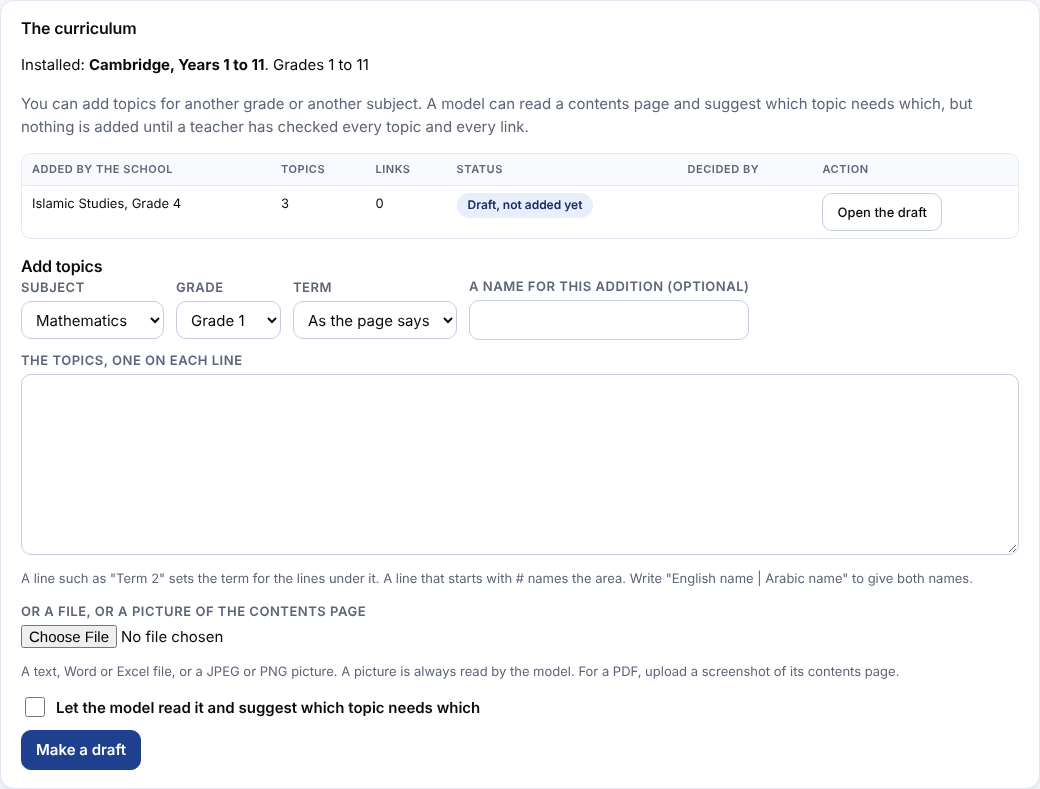 The curriculum
Installed: Cambridge, Years 1 to 11. Grades 1 to 11
You can add topics for another grade or another subject. A model can read a contents page and suggest which topic needs which, but
nothing is added until a teacher has checked every topic and every link.
ADDED BY THE SCHOOL TOPICS LINKS STATUS DECIDED BY ACTION
Islamic Studies, Grade 4 3 0 Draft, not added yet Open the draft
Add topics
SUBJECT GRADE TERM A NAME FOR THIS ADDITION (OPTIONAL)
Mathematics Grade 1 As the page says
THE TOPICS, ONE ON EACH LINE
A line such as "Term 2" sets the term for the lines under it. A line that starts with # names the area. Write "English name | Arabic name" to give both names.
OR A FILE, OR A PICTURE OF THE CONTENTS PAGE
Choose File No file chosen
A text, Word or Excel file, or a JPEG or PNG picture. A picture is always read by the model. For a PDF, upload a screenshot of its contents page.
Let the model read it and suggest which topic needs which
Make a draft